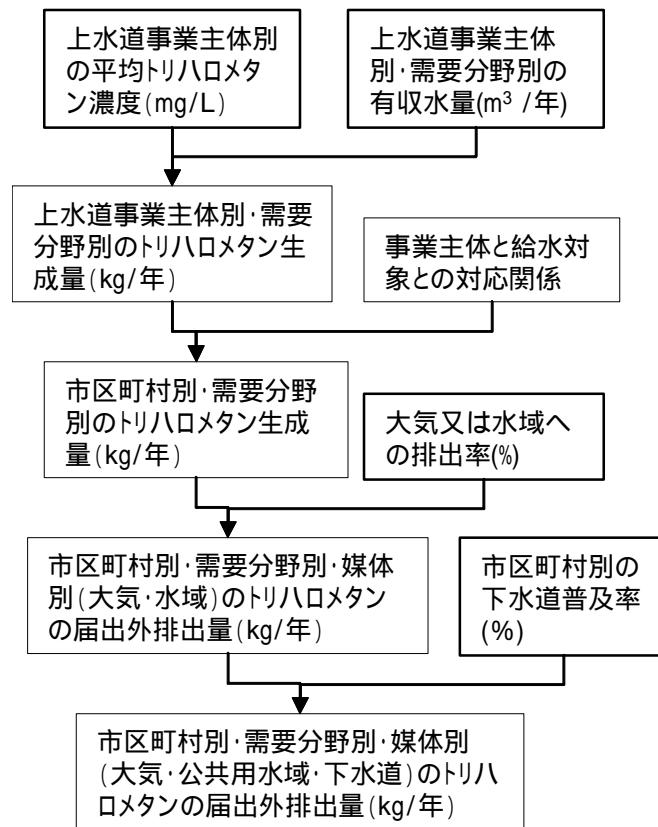 上水道事業主体別
の平均トリハロメタ
ン濃度(mg/L)
上水道事業主体
別・需要分野別の
有収水量(m³ /年)
上水道事業主体別・需要
分野別のトリハロメタン生
成量(kg/年)
事業主体と給水対
象との対応関係
市区町村別・需要分野
別のトリハロメタン生成
量(kg/年)
大気又は水域へ
の排出率(%)
市区町村別・需要分野別・媒体
別(大気・水域)のトリハロメタン
の届出外排出量(kg/年)
市区町村別の
下水道普及率
(%)
市区町村別・需要分野別・媒体別
(大気・公共用水域・下水道)のトリハ
ロメタンの届出外排出量(kg/年)